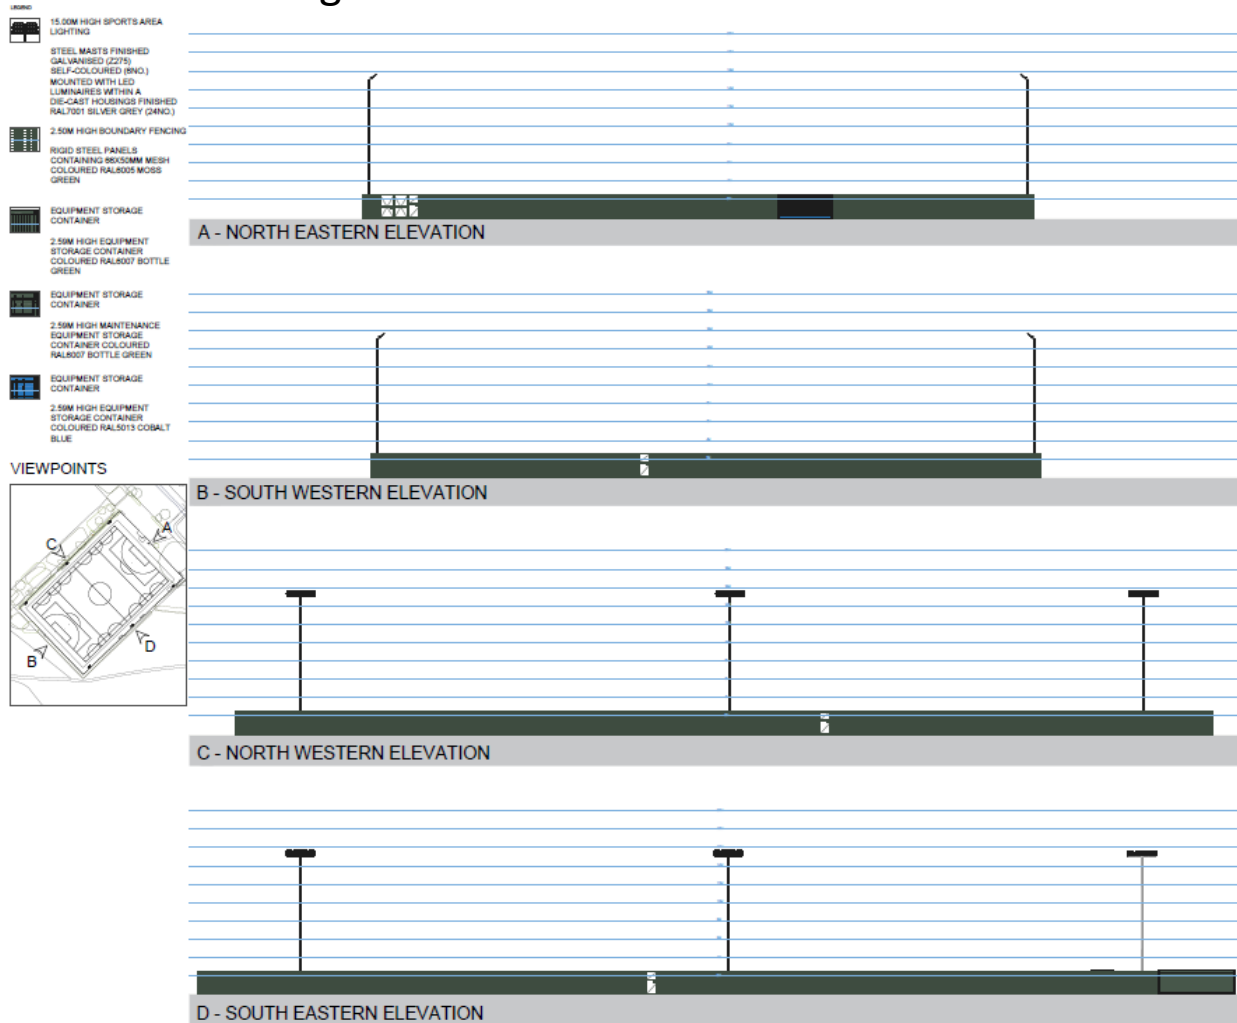 LEGEND
15.00M HIGH SPORTS AREA
LIGHTING
STEEL MASTS FINISHED
GALVANISED (Z275)
SELF-COLOURED (6NO.)
MOUNTED WITH LED
LUMINAIRES WITHIN A
DIE-CAST HOUSINGS FINISHED
RAL7001 SILVER GREY (24NO.)
2.50M HIGH BOUNDARY FENCING
RIGID STEEL PANELS
CONTAINING 66X50MM MESH
COLOURED RAL6005 MOSS
GREEN
EQUIPMENT STORAGE
CONTAINER
2.59M HIGH EQUIPMENT
STORAGE CONTAINER
COLOURED RAL6007 BOTTLE
GREEN
EQUIPMENT STORAGE
CONTAINER
2.59M HIGH MAINTENANCE
EQUIPMENT STORAGE
CONTAINER COLOURED
RAL6007 BOTTLE GREEN
EQUIPMENT STORAGE
CONTAINER
2.59M HIGH EQUIPMENT
STORAGE CONTAINER
COLOURED RAL5013 COBALT
BLUE
VIEWPOINTS
A
C
B
D
A - NORTH EASTERN ELEVATION
B - SOUTH WESTERN ELEVATION
C - NORTH WESTERN ELEVATION
D - SOUTH EASTERN ELEVATION